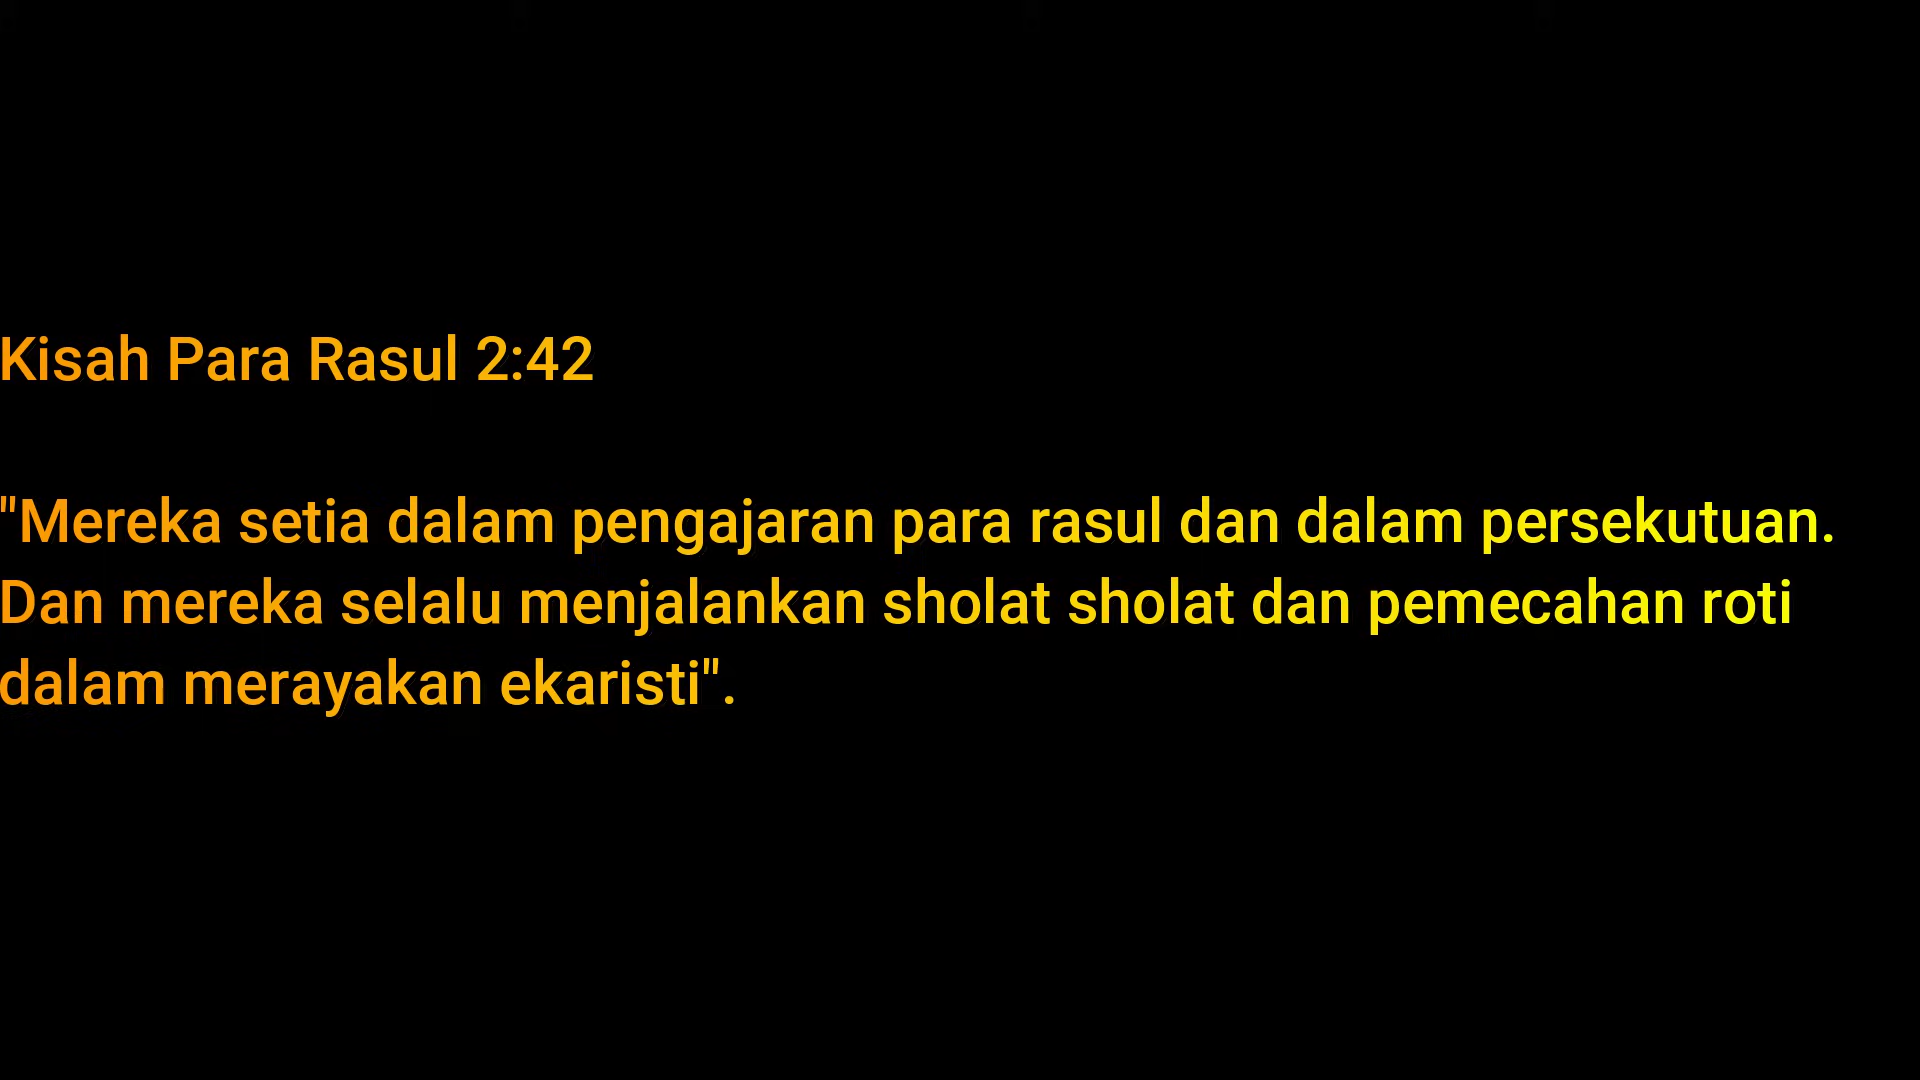 Kisah Para Rasul 2:42
"Mereka setia dalam pengajaran para rasul dan dalam persekutuan.
Dan mereka selalu menjalankan sholat sholat dan pemecahan roti
dalam merayakan ekaristi".